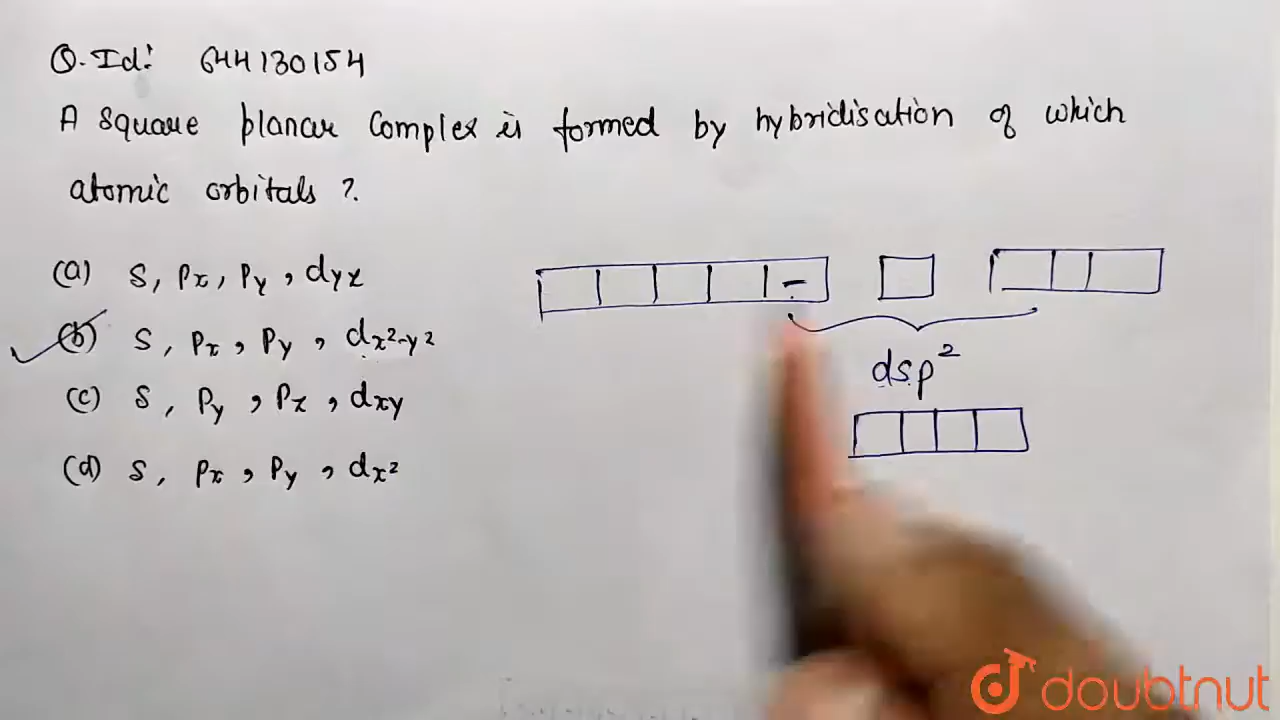 Q.Id: 644130154
A square planar complex is formed by hybridisation of which
atomic orbitals ?
(a) s, px, py, dyz
(b) s, px, py, dx²-y²
(c) s, py, pz, dxy
(d) s, px, py, dx²
dsp²
doubtnut